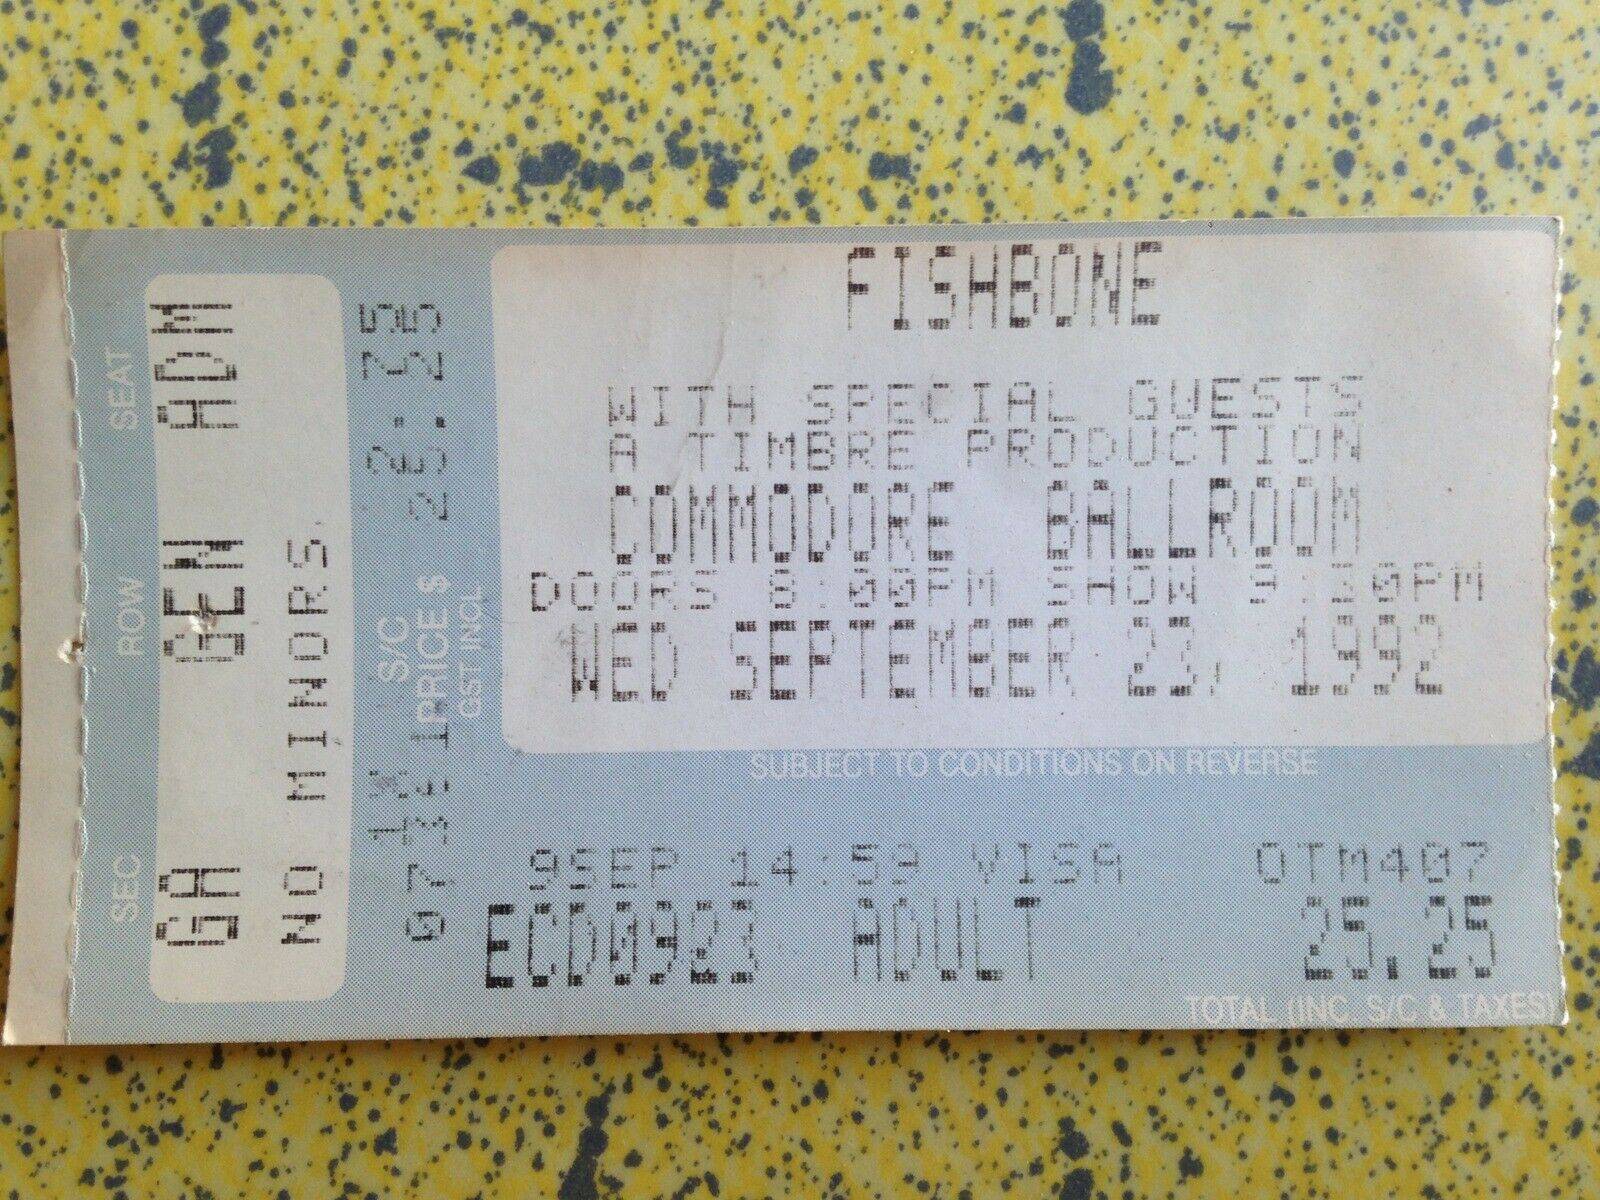 FISHBONE
WITH SPECIAL GUESTS
A TIMBRE PRODUCTION
COMMODORE BALLROOM
DOORS 8:00PM SHOW 9:30PM
WED SEPTEMBER 23, 1992
SUBJECT TO CONDITIONS ON REVERSE
9SEP 14:59 VISA OTM407
ECD0923 ADULT 25.25
TOTAL (INC. S/C & TAXES)
SEC ROW SEAT
GA GEN ADM
NO MINORS
S/C
PRICE $
GST INCL